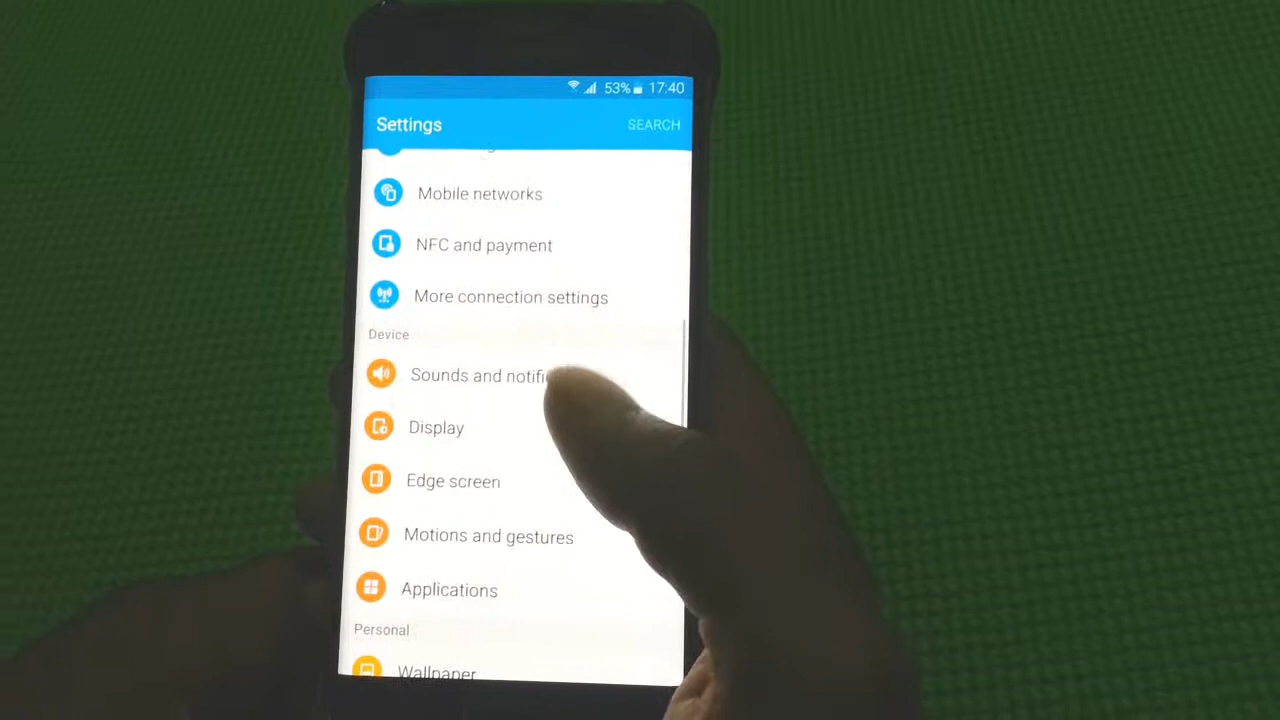 53% 17:40
Settings SEARCH
Mobile networks
NFC and payment
More connection settings
Device
Sounds and notifi
Display
Edge screen
Motions and gestures
Applications
Personal
Wallpaper